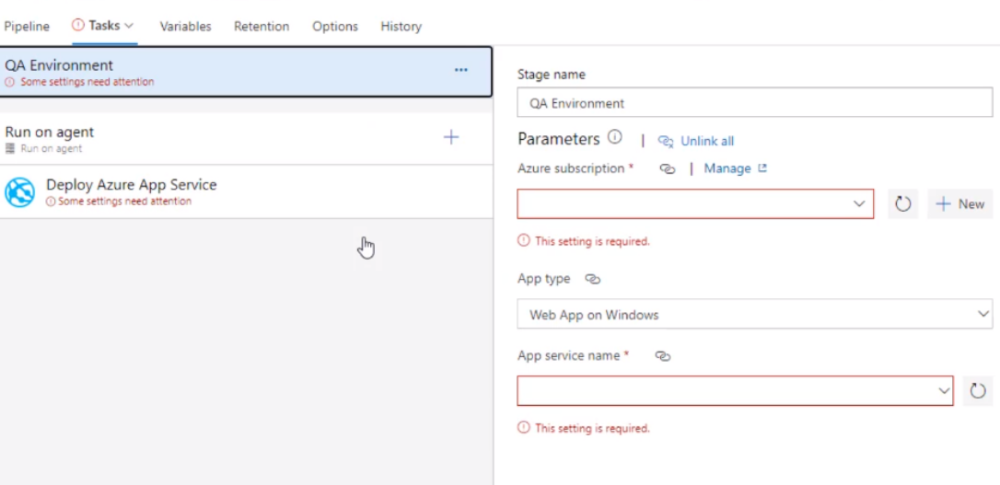 Pipeline Tasks Variables Retention Options History
QA Environment ...
Some settings need attention
Run on agent
Run on agent
Deploy Azure App Service
Some settings need attention
Stage name
QA Environment
Parameters | Unlink all
Azure subscription * | Manage
New
This setting is required.
App type
Web App on Windows
App service name *
This setting is required.